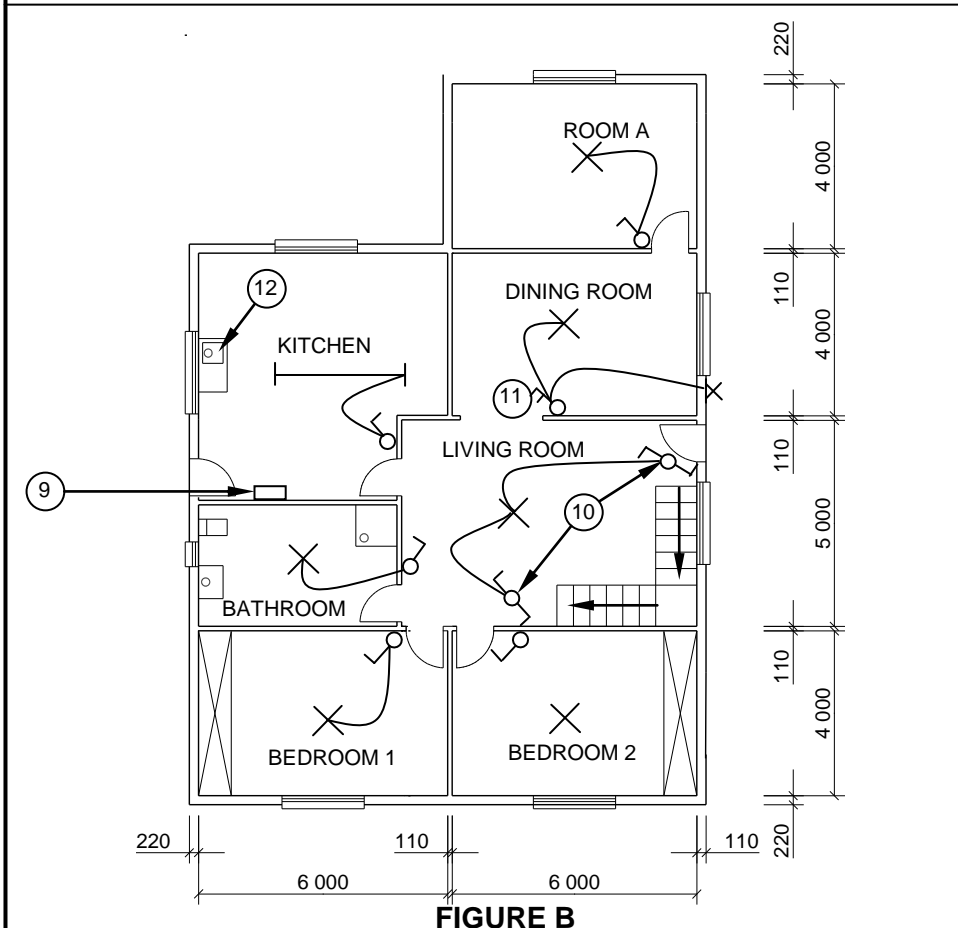 220
ROOM A
4 000
12
DINING ROOM
110
KITCHEN
4 000
11
LIVING ROOM
110
9
10
5 000
BATHROOM
110
4 000
BEDROOM 1
BEDROOM 2
220
110
110
220
6 000
6 000
FIGURE B